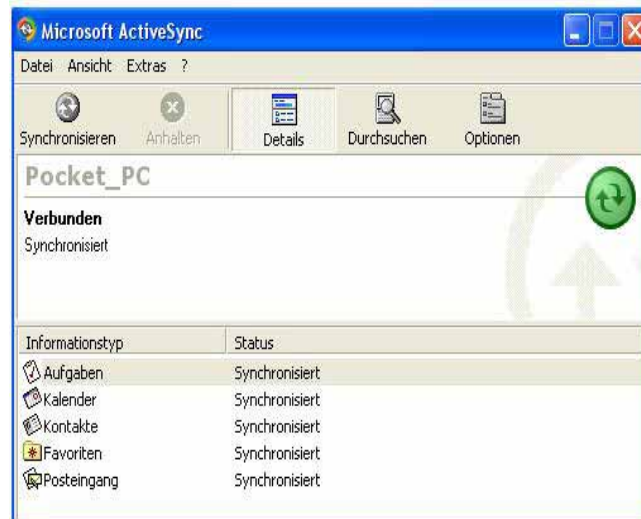 Microsoft ActiveSync
Datei Ansicht Extras ?
Synchronisieren Anhalten Details Durchsuchen Optionen
Pocket_PC
Verbunden
Synchronisiert
Informationstyp Status
Aufgaben Synchronisiert
Kalender Synchronisiert
Kontakte Synchronisiert
Favoriten Synchronisiert
Posteingang Synchronisiert